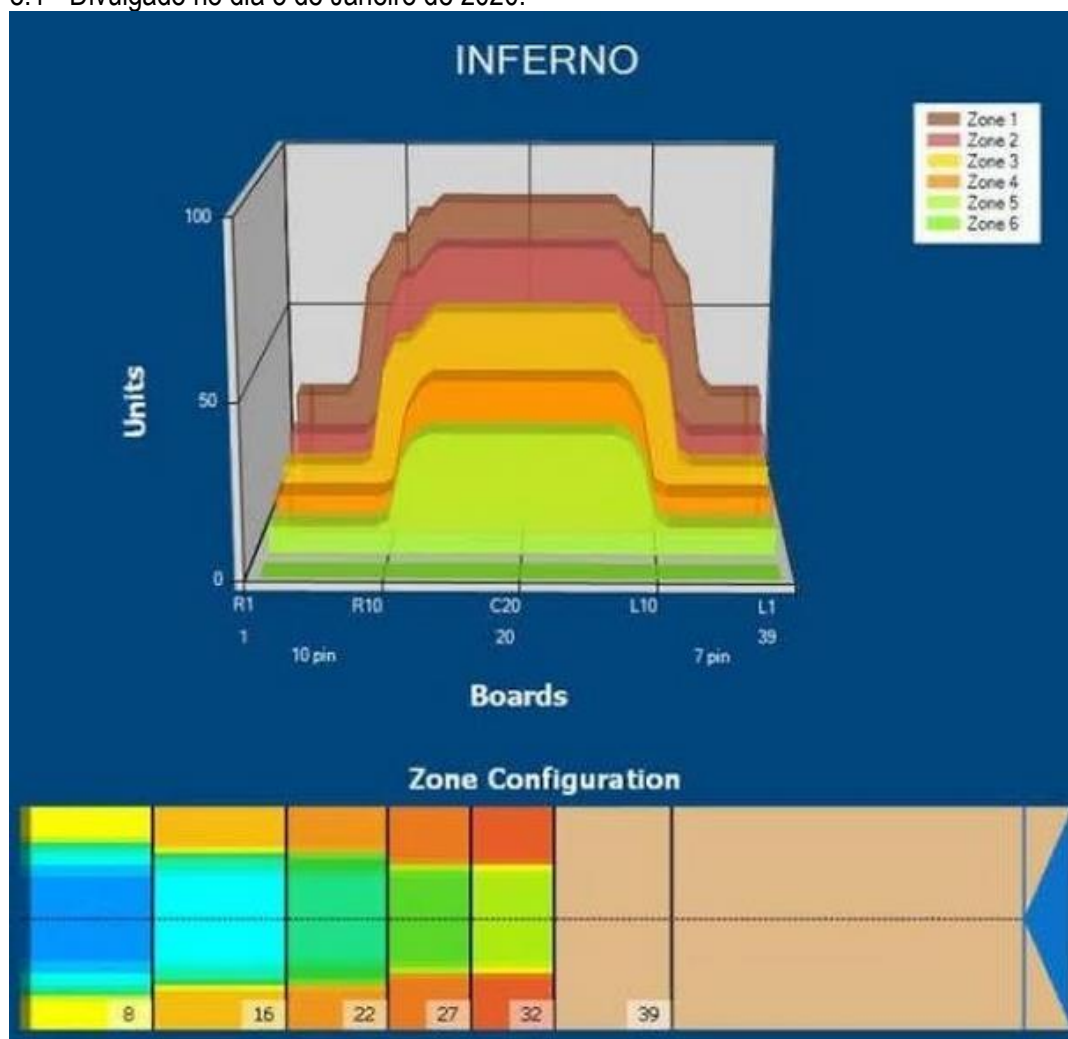 INFERNO
Zone 1
Zone 2
Zone 3
Zone 4
Zone 5
Zone 6
100
50
0
Units
R1 R10 C20 L10 L1
1 20 39
10 pin 7 pin
Boards
Zone Configuration
8 16 22 27 32 39